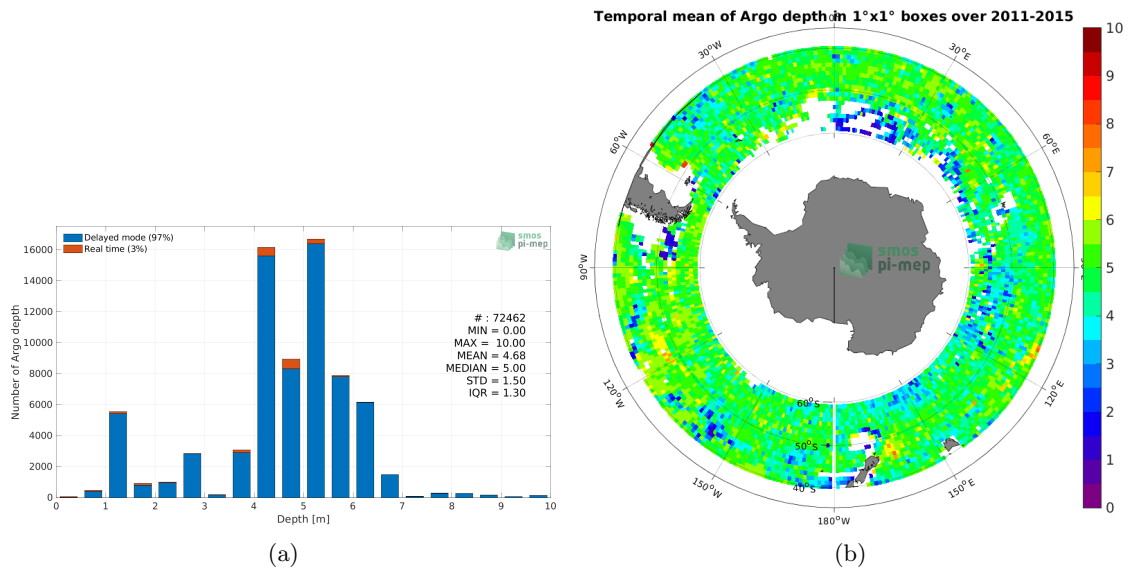 Delayed mode (97%)
Real time (3%)
smos
pi-mep
# : 72462
MIN = 0.00
MAX = 10.00
MEAN = 4.68
MEDIAN = 5.00
STD = 1.50
IQR = 1.30
Number of Argo depth
16000
14000
12000
10000
8000
6000
4000
2000
0
0 1 2 3 4 5 6 7 8 9 10
Depth [m]
(a)
Temporal mean of Argo depth in 1°x1° boxes over 2011-2015
30°W
30°E
60°W
60°E
90°W
120°W
120°E
150°W
150°E
180°W
60°S
50°S
40°S
smos
pi-mep
10
9
8
7
6
5
4
3
2
1
0
(b)